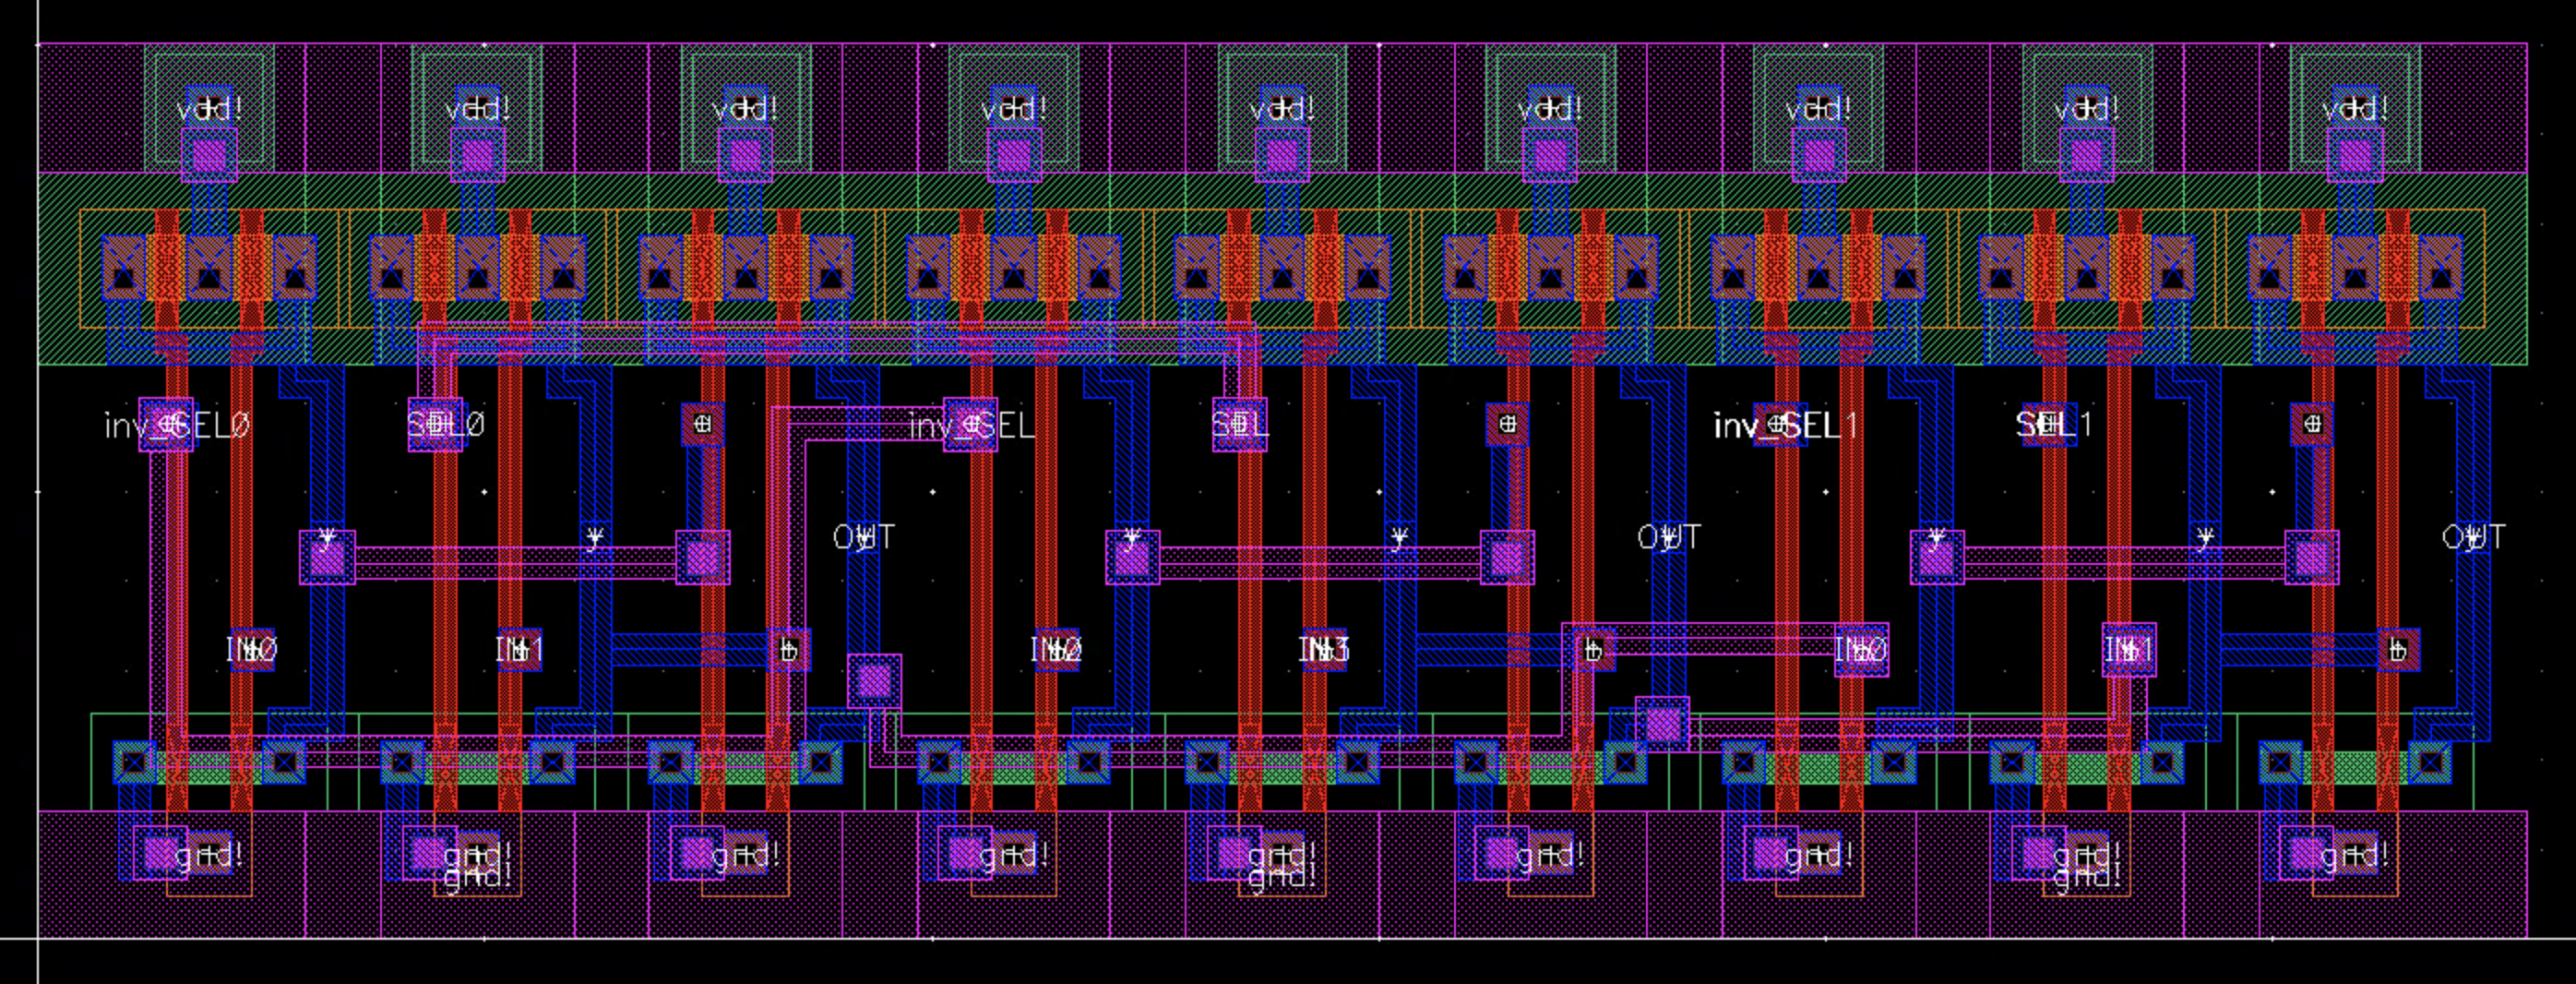 vdd! vdd! vdd! vdd! vdd! vdd! vdd! vdd! vdd!
inv_SEL0 SEL0 a inv_SEL SEL a inv_SEL1 SEL1 a
y y OUT y y OUT y y OUT
IN0 IN1 b IN2 IN3 b IN0 IN1 b
gnd! gnd! gnd! gnd! gnd! gnd! gnd! gnd! gnd!
gnd! gnd! gnd!